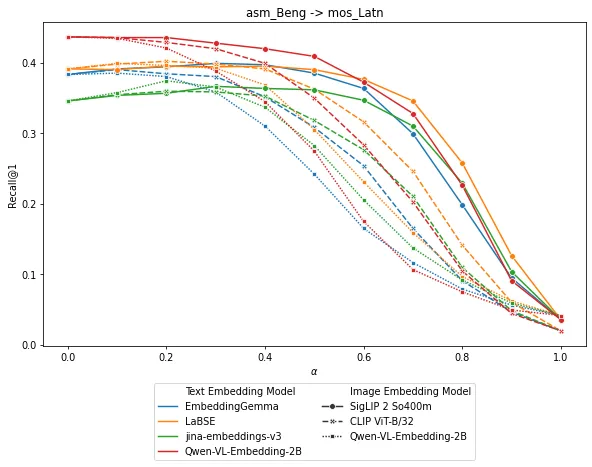 asm_Beng -> mos_Latn
Recall@1
0.4
0.3
0.2
0.1
0.0
0.0 0.2 0.4 0.6 0.8 1.0
α
Text Embedding Model
EmbeddingGemma
LaBSE
jina-embeddings-v3
Qwen-VL-Embedding-2B
Image Embedding Model
SigLIP 2 So400m
CLIP ViT-B/32
Qwen-VL-Embedding-2B